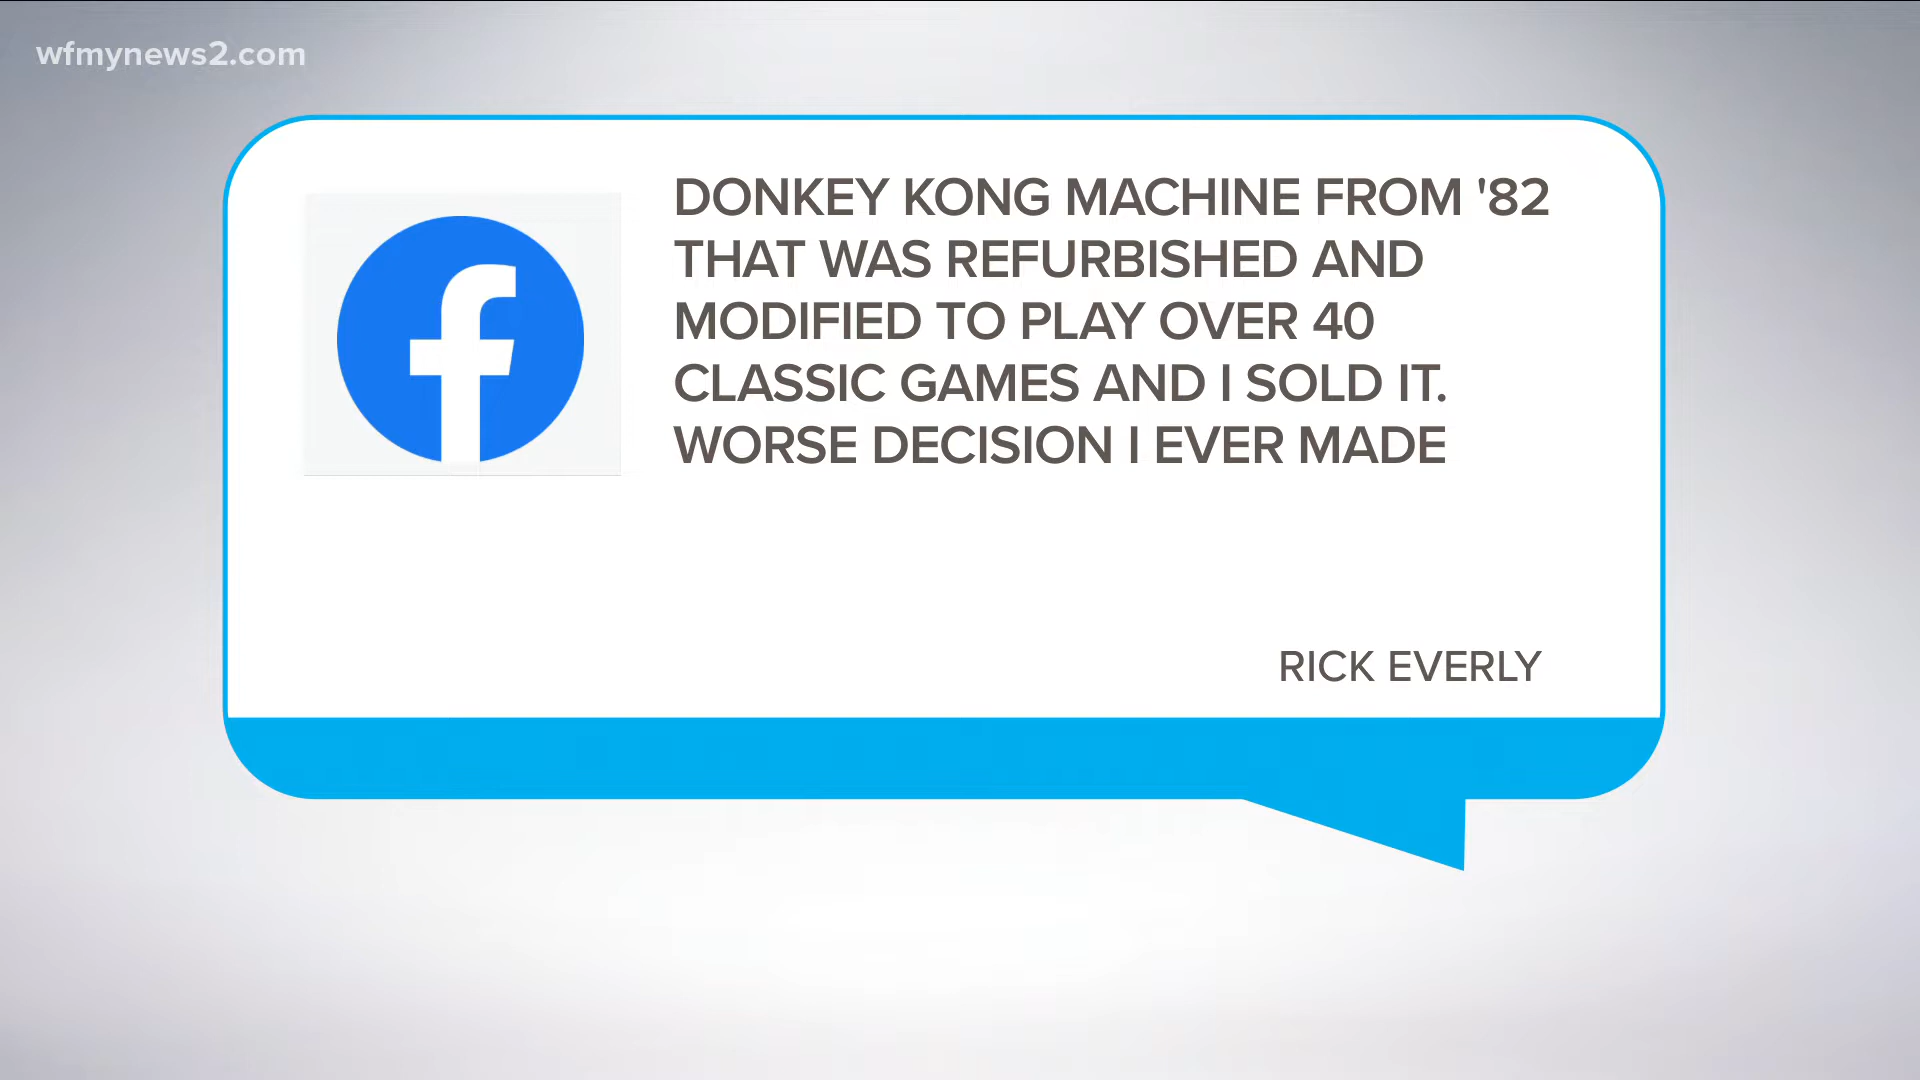 wfmynews2.com
DONKEY KONG MACHINE FROM '82
THAT WAS REFURBISHED AND
MODIFIED TO PLAY OVER 40
CLASSIC GAMES AND I SOLD IT.
WORSE DECISION I EVER MADE
RICK EVERLY